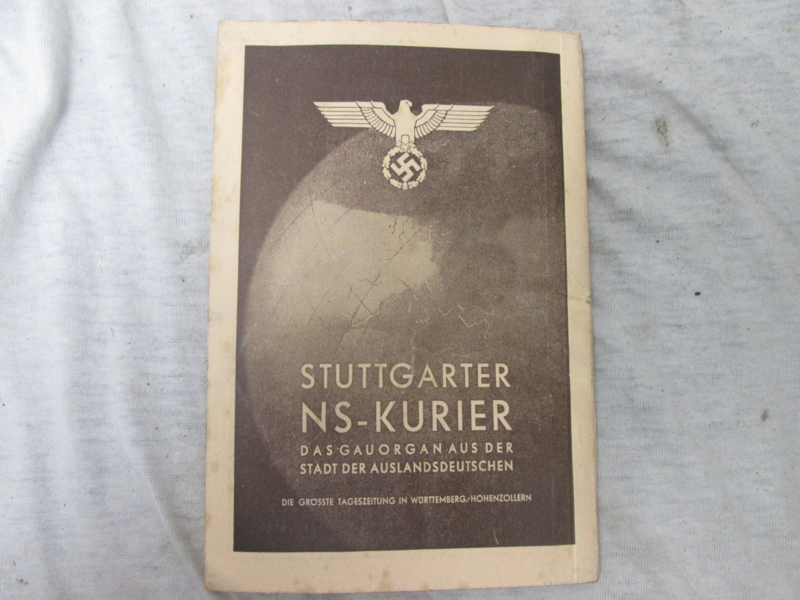 STUTTGARTER
NS-KURIER
DAS GAUORGAN AUS DER
STADT DER AUSLANDSDEUTSCHEN
DIE GRÖSSTE TAGESZEITUNG IN WÜRTTEMBERG/HOHENZOLLERN